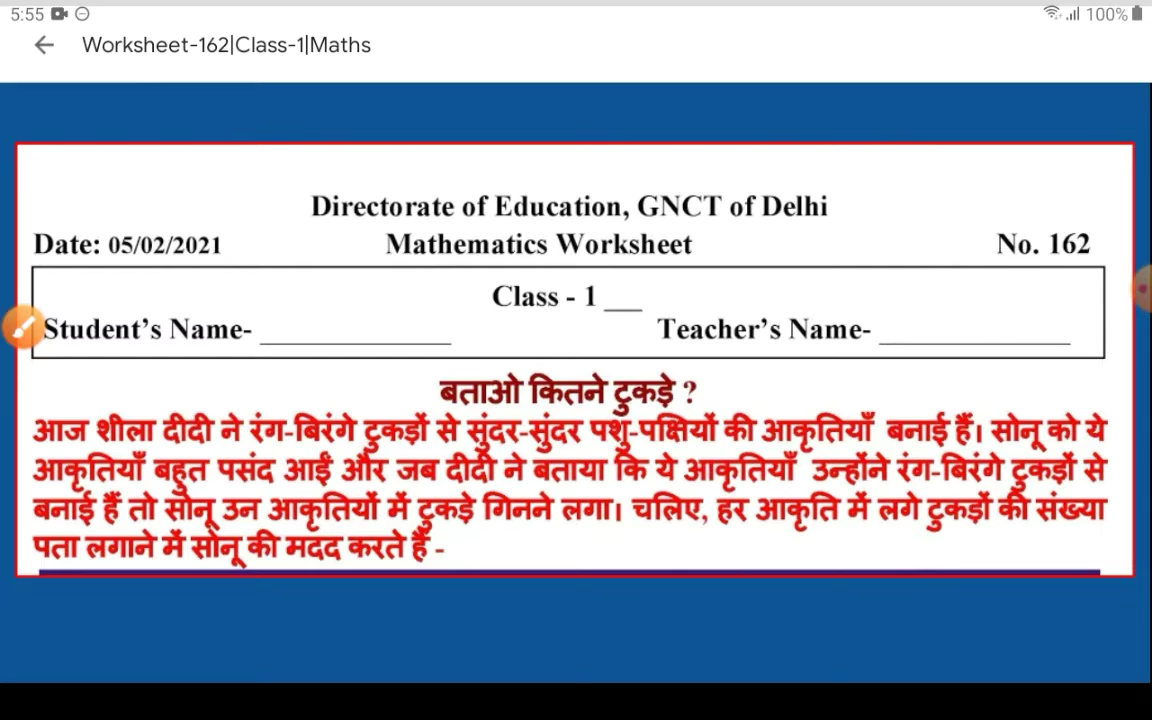 5:55 100%
Worksheet-162|Class-1|Maths
Directorate of Education, GNCT of Delhi
Date: 05/02/2021 Mathematics Worksheet No. 162
Class - 1 ___
Student’s Name- ______________ Teacher’s Name- ______________
बताओ कितने टुकड़े ?
आज शीला दीदी ने रंग-बिरंगे टुकड़ों से सुंदर-सुंदर पशु-पक्षियों की आकृतियाँ बनाई हैं। सोनू को ये
आकृतियाँ बहुत पसंद आईं और जब दीदी ने बताया कि ये आकृतियाँ उन्होंने रंग-बिरंगे टुकड़ों से
बनाई हैं तो सोनू उन आकृतियों में टुकड़े गिनने लगा। चलिए, हर आकृति में लगे टुकड़ों की संख्या
पता लगाने में सोनू की मदद करते हैं -